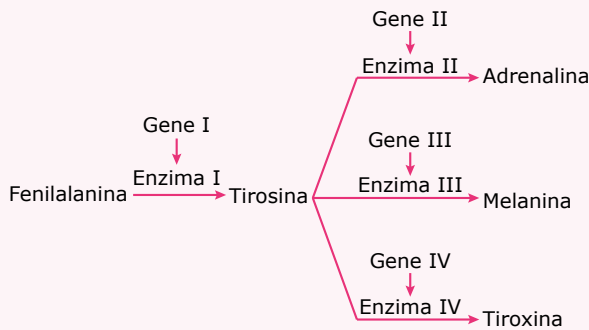 Gene II
Enzima II
Adrenalina
Gene I
Enzima I
Fenilalanina
Tirosina
Gene III
Enzima III
Melanina
Gene IV
Enzima IV
Tiroxina